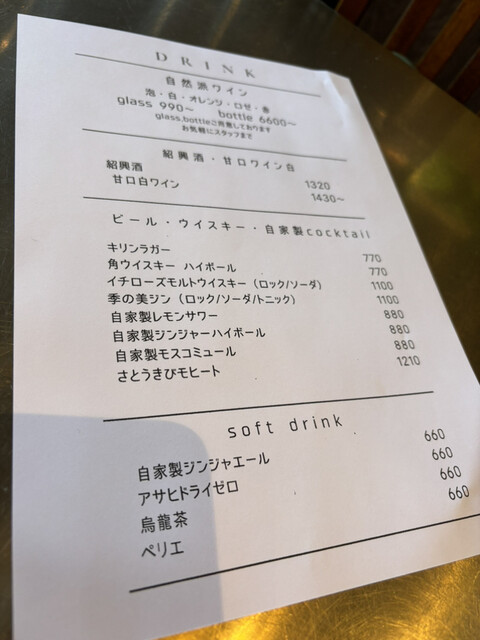 DRINK
自然派ワイン
泡・白・オレンジ・ロゼ・赤
glass 990～ bottle 6600～
glass,bottleご用意しております
お気軽にスタッフまで
紹興酒・甘口ワイン白
紹興酒 1320
甘口白ワイン 1430～
ビール・ウイスキー・自家製cocktail
キリンラガー 770
角ウイスキー ハイボール 770
イチローズモルトウイスキー（ロック/ソーダ） 1100
季の美ジン（ロック/ソーダ/トニック） 1100
自家製レモンサワー 880
自家製ジンジャーハイボール 880
自家製モスコミュール 880
さとうきびモヒート 1210
soft drink
自家製ジンジャエール 660
アサヒドライゼロ 660
烏龍茶 660
ペリエ 660